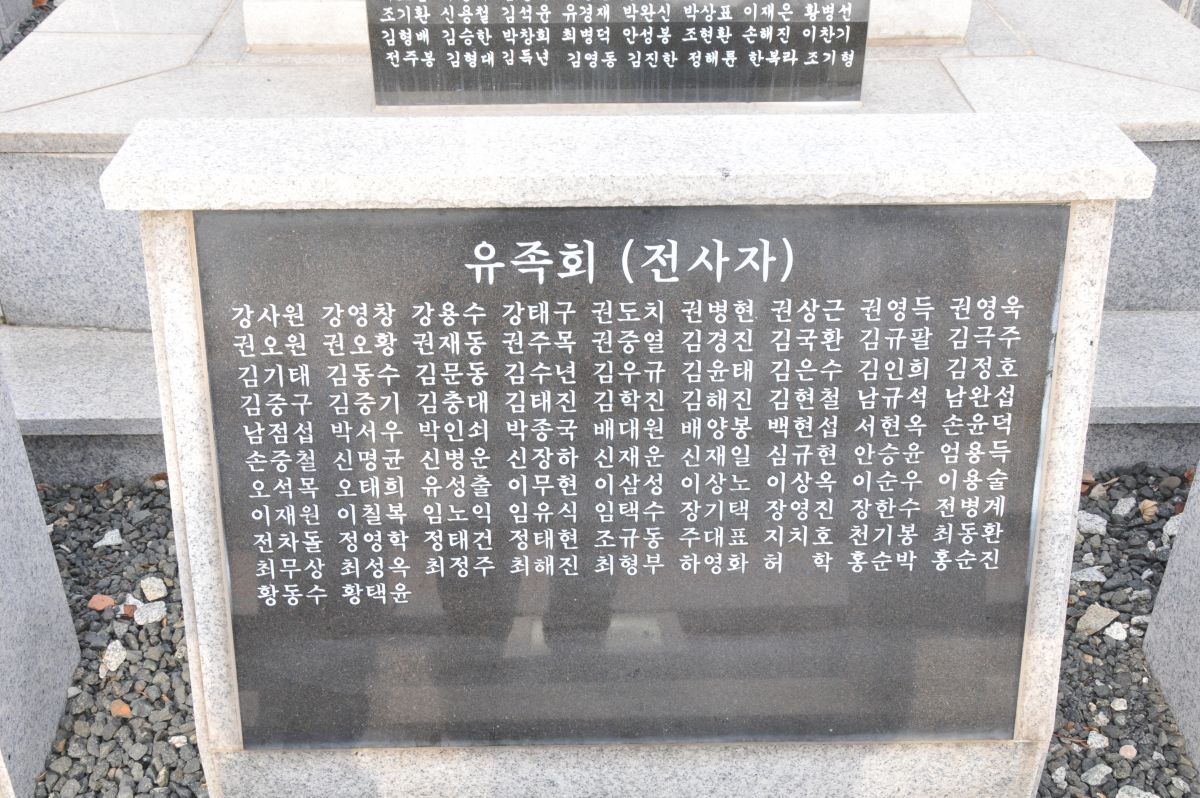 조기환 신용철 김석윤 유경재 박완신 박상표 이재은 황병선
김형배 김승한 박창희 최병덕 안성봉 조현환 손해진 이찬기
전주봉 김형대 김득년 김영동 김진한 정해륜 한복라 조기형
유족회 (전사자)
강사원 강영창 강용수 강태구 권도치 권병현 권상근 권영득 권영욱
권오원 권오황 권재동 권주목 권중열 김경진 김국환 김규팔 김극주
김기태 김동수 김문동 김수년 김우규 김윤태 김은수 김인희 김정호
김중구 김중기 김충대 김태진 김학진 김해진 김현철 남규석 남완섭
남점섭 박서우 박인쇠 박종국 배대원 배양봉 백현섭 서현옥 손윤덕
손중철 신명균 신병운 신장하 신재운 신재일 심규현 안승윤 엄용득
오석목 오태희 유성출 이무현 이삼성 이상노 이상옥 이순우 이용술
이재원 이칠복 임노익 임유식 임택수 장기택 장영진 장한수 전병계
전차돌 정영학 정태건 정태현 조규동 주대표 지치호 천기봉 최동환
최무상 최성옥 최정주 최해진 최형부 하영화 허 학 홍순박 홍순진
황동수 황택윤